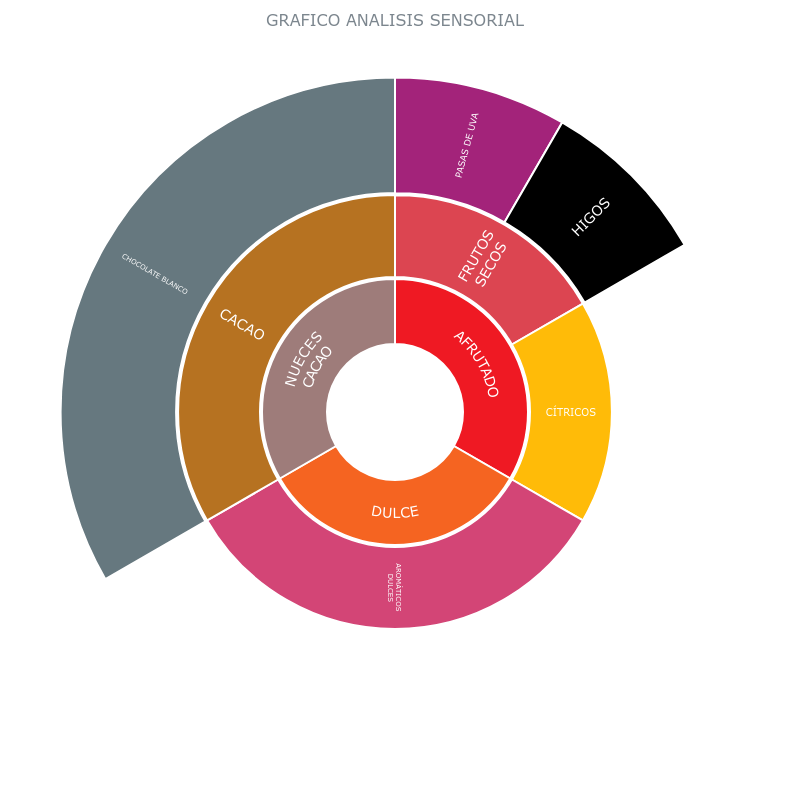 GRAFICO ANALISIS SENSORIAL
PASAS DE UVA
HIGOS
FRUTOS
SECOS
CHOCOLATE BLANCO
CACAO
NUECES
CACAO
AFRUTADO
CÍTRICOS
DULCE
AROMÁTICOS
DULCES